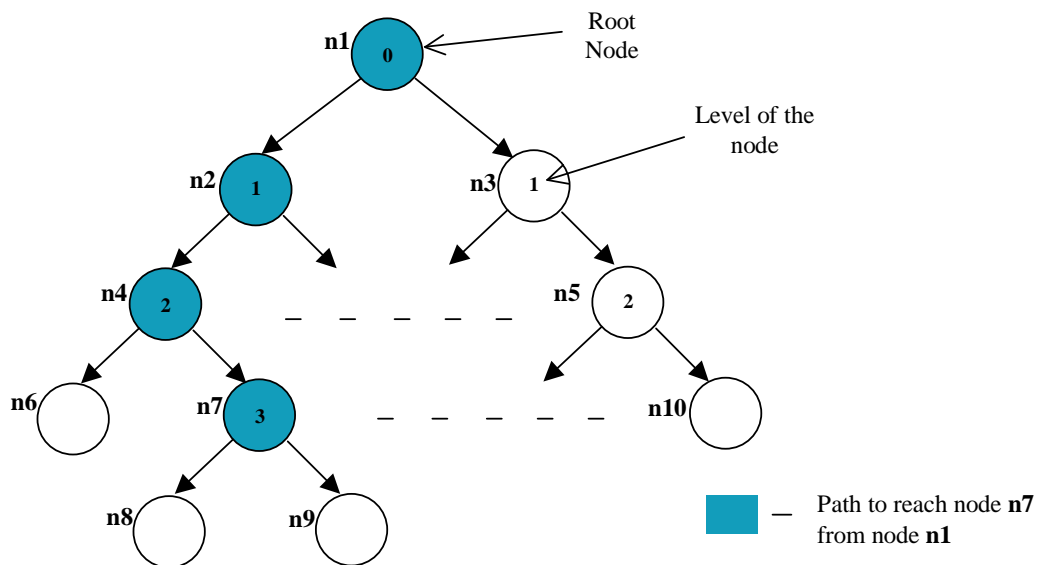 Root
Node
n1
0
Level of the
node
n2
1
n3
1
n4
2
n5
2
n6
n7
3
n10
n8
n9
– Path to reach node n7
from node n1